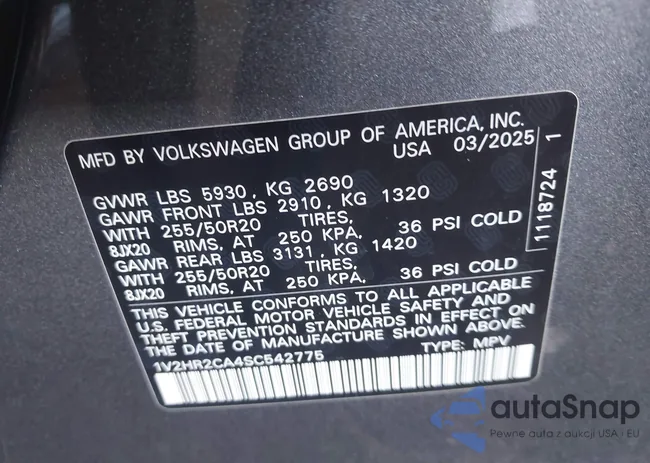 MFD BY VOLKSWAGEN GROUP OF AMERICA, INC.
USA 03/2025
GVWR LBS 5930 , KG 2690
GAWR FRONT LBS 2910 , KG 1320
WITH 255/50R20 TIRES,
8JX20 RIMS, AT 250 KPA, 36 PSI COLD
GAWR REAR LBS 3131 , KG 1420
WITH 255/50R20 TIRES,
8JX20 RIMS, AT 250 KPA, 36 PSI COLD
THIS VEHICLE CONFORMS TO ALL APPLICABLE
U.S. FEDERAL MOTOR VEHICLE SAFETY AND
THEFT PREVENTION STANDARDS IN EFFECT ON
THE DATE OF MANUFACTURE SHOWN ABOVE.
1V2HR2CA4SC542775 TYPE: MPV
1118724 1
autaSnap
Pewne auta z aukcji USA i EU